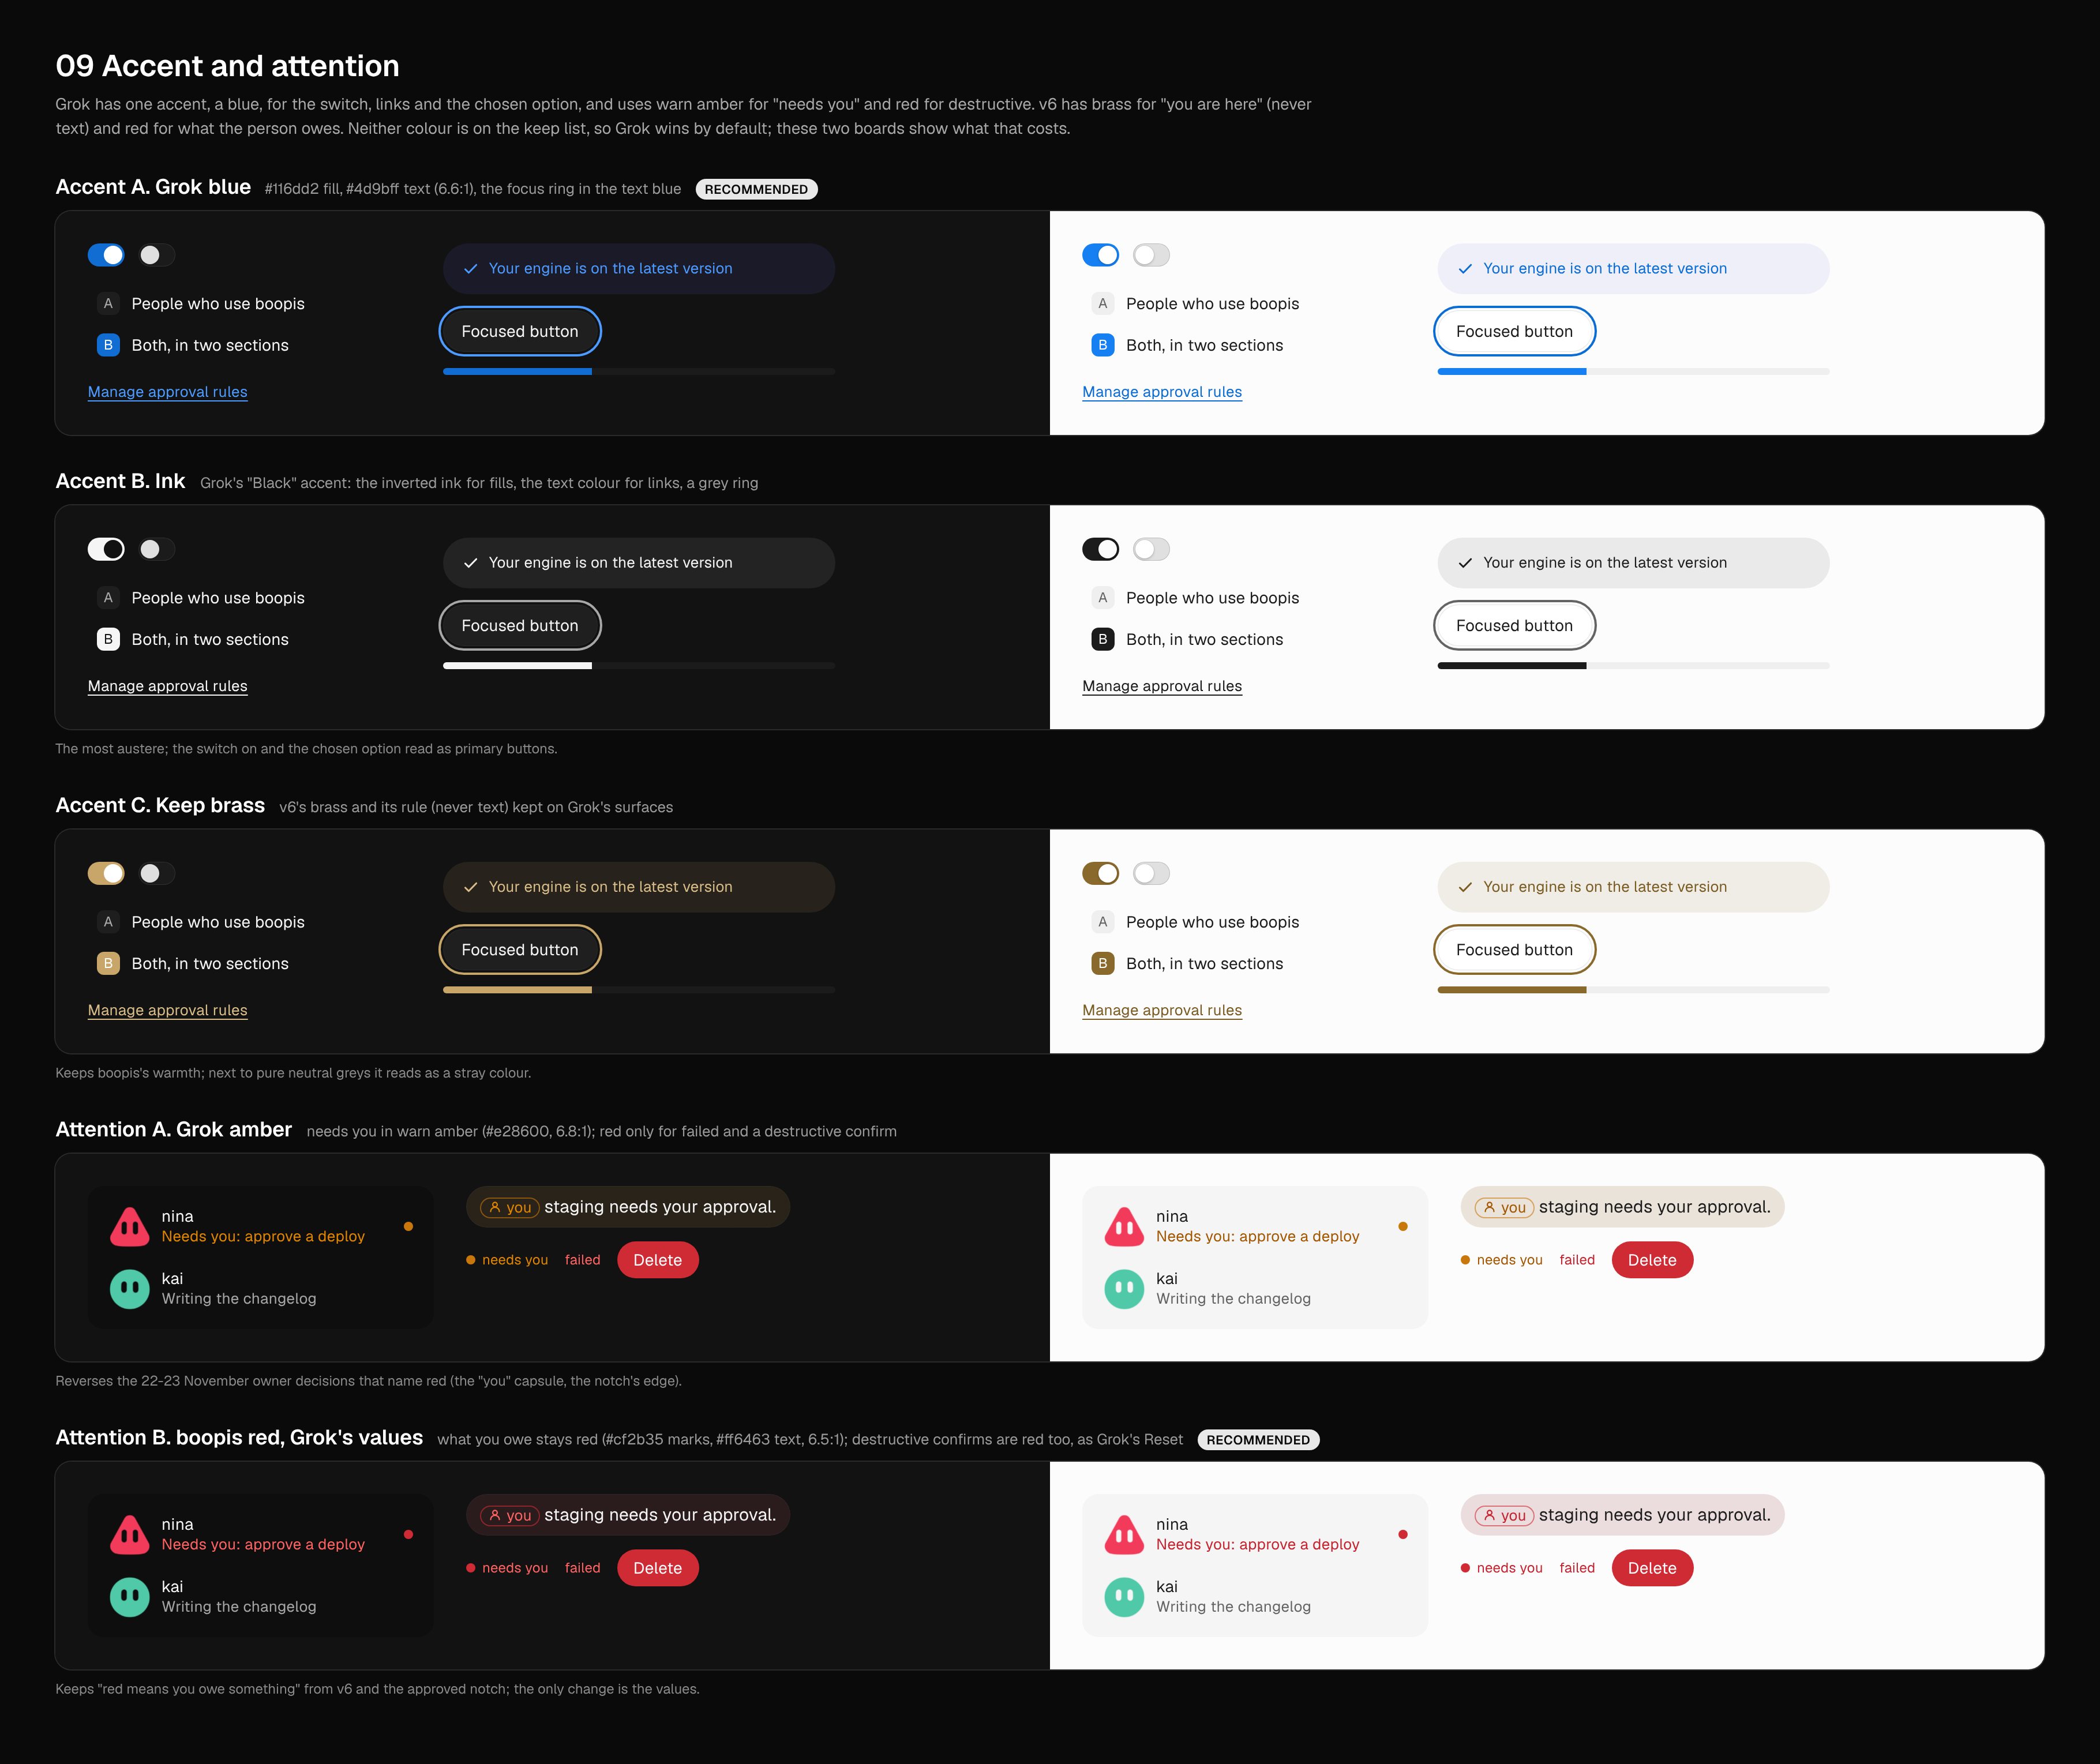 09 Accent and attention
Grok has one accent, a blue, for the switch, links and the chosen option, and uses warn amber for "needs you" and red for destructive. v6 has brass for "you are here" (never
text) and red for what the person owes. Neither colour is on the keep list, so Grok wins by default; these two boards show what that costs.
Accent A. Grok blue #116dd2 fill, #4d9bff text (6.6:1), the focus ring in the text blue RECOMMENDED
Your engine is on the latest version
A People who use boopis
Focused button
B Both, in two sections
Manage approval rules
Your engine is on the latest version
A People who use boopis
Focused button
B Both, in two sections
Manage approval rules
Accent B. Ink Grok's "Black" accent: the inverted ink for fills, the text colour for links, a grey ring
Your engine is on the latest version
A People who use boopis
Focused button
B Both, in two sections
Manage approval rules
Your engine is on the latest version
A People who use boopis
Focused button
B Both, in two sections
Manage approval rules
The most austere; the switch on and the chosen option read as primary buttons.
Accent C. Keep brass v6's brass and its rule (never text) kept on Grok's surfaces
Your engine is on the latest version
A People who use boopis
Focused button
B Both, in two sections
Manage approval rules
Your engine is on the latest version
A People who use boopis
Focused button
B Both, in two sections
Manage approval rules
Keeps boopis's warmth; next to pure neutral greys it reads as a stray colour.
Attention A. Grok amber needs you in warn amber (#e28600, 6.8:1); red only for failed and a destructive confirm
nina
Needs you: approve a deploy
kai
Writing the changelog
you staging needs your approval.
needs you failed Delete
nina
Needs you: approve a deploy
kai
Writing the changelog
you staging needs your approval.
needs you failed Delete
Reverses the 22-23 November owner decisions that name red (the "you" capsule, the notch's edge).
Attention B. boopis red, Grok's values what you owe stays red (#cf2b35 marks, #ff6463 text, 6.5:1); destructive confirms are red too, as Grok's Reset RECOMMENDED
nina
Needs you: approve a deploy
kai
Writing the changelog
you staging needs your approval.
needs you failed Delete
nina
Needs you: approve a deploy
kai
Writing the changelog
you staging needs your approval.
needs you failed Delete
Keeps "red means you owe something" from v6 and the approved notch; the only change is the values.